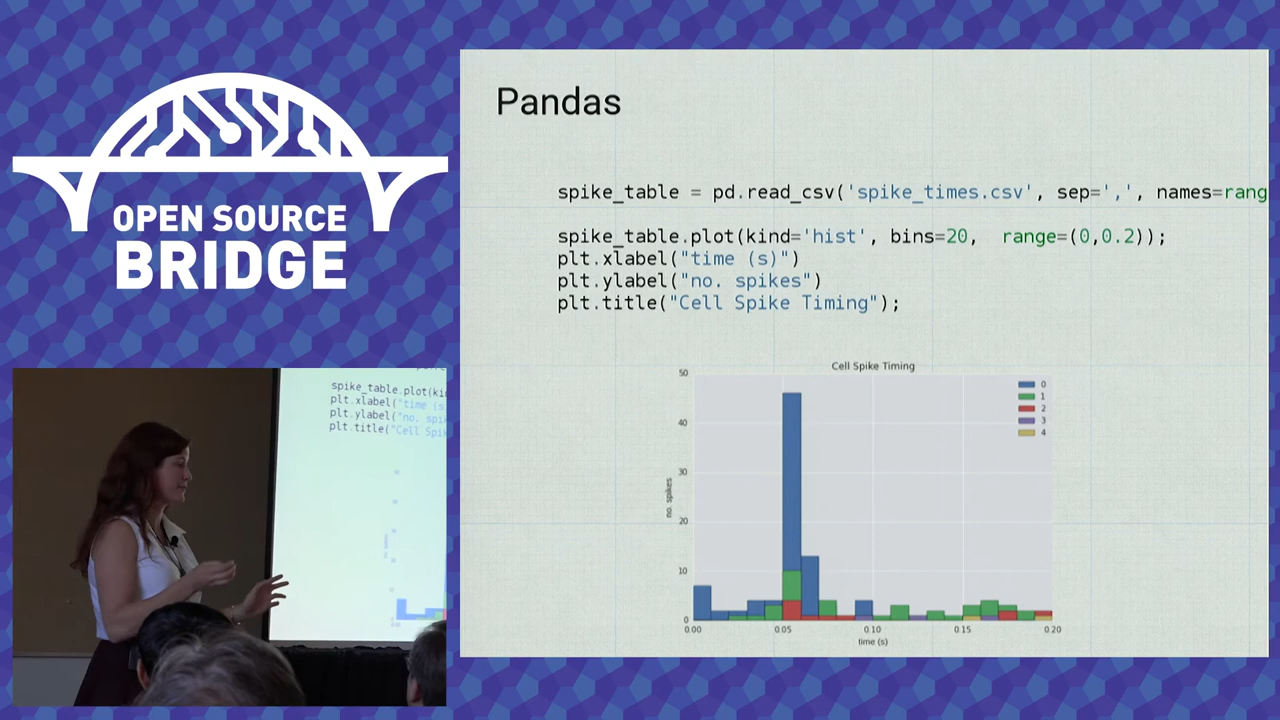 OPEN SOURCE
BRIDGE
Pandas
spike_table = pd.read_csv('spike_times.csv', sep=',', names=rang
spike_table.plot(kind='hist', bins=20,  range=(0,0.2));
plt.xlabel("time (s)")
plt.ylabel("no. spikes")
plt.title("Cell Spike Timing");
Cell Spike Timing
50
40
30
20
10
0
no. spikes
0
1
2
3
4
0.00
0.05
0.10
0.15
0.20
time (s)
spike_table.plot(ki
plt.xlabel("time (s
plt.ylabel("no. spi
plt.title("Cell Spi